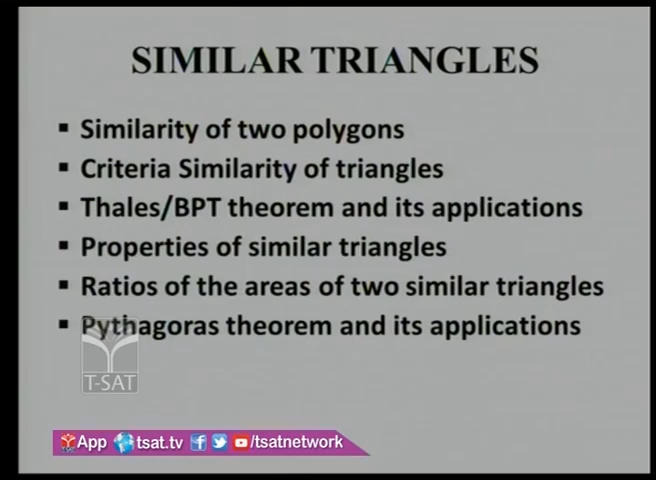 SIMILAR TRIANGLES
▪ Similarity of two polygons
▪ Criteria Similarity of triangles
▪ Thales/BPT theorem and its applications
▪ Properties of similar triangles
▪ Ratios of the areas of two similar triangles
▪ Pythagoras theorem and its applications
T-SAT
App tsat.tv /tsatnetwork